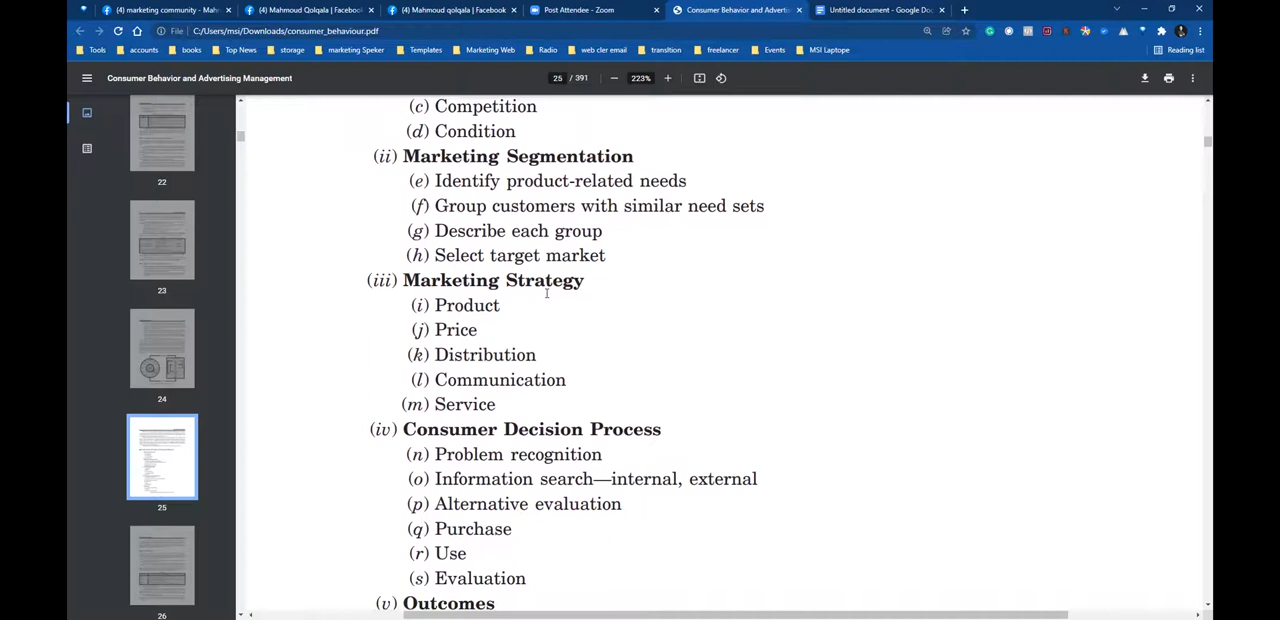 (4) marketing community - Mahm
(4) Mahmoud Qolqala | Facebook
(4) Mahmoud qolqala | Facebook
Post Attendee - Zoom
Consumer Behavior and Advertis
Untitled document - Google Doc
File
C:/Users/msi/Downloads/consumer_behaviour.pdf
Tools
accounts
books
Top News
storage
marketing Speker
Templates
Marketing Web
Radio
web cler email
transltion
freelancer
Events
MSI Laptope
Reading list
Consumer Behavior and Advertising Management
25 / 391
223%
(c) Competition
(d) Condition
(ii) Marketing Segmentation
(e) Identify product-related needs
(f) Group customers with similar need sets
(g) Describe each group
(h) Select target market
(iii) Marketing Strategy
(i) Product
(j) Price
(k) Distribution
(l) Communication
(m) Service
(iv) Consumer Decision Process
(n) Problem recognition
(o) Information search—internal, external
(p) Alternative evaluation
(q) Purchase
(r) Use
(s) Evaluation
(v) Outcomes
22
23
24
25
26